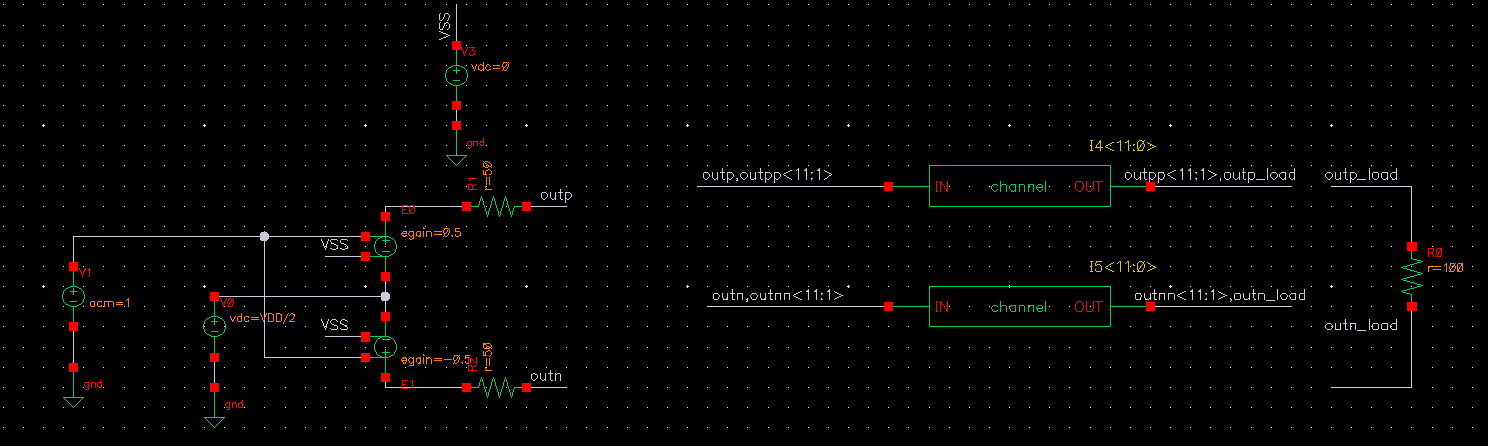 VSS
V3
vdc=0
gnd
R1
r=50
outp
E0
egain=0.5
VSS
V1
acm=.1
V0
vdc=VDD/2
VSS
egain=-0.5
R2
r=50
outn
E1
gnd
gnd
I4<11:0>
outp,outpp<11:1>
IN
channel
OUT
outpp<11:1>,outp_load
outp_load
R0
r=100
I5<11:0>
outn,outnn<11:1>
IN
channel
OUT
outnn<11:1>,outn_load
outn_load